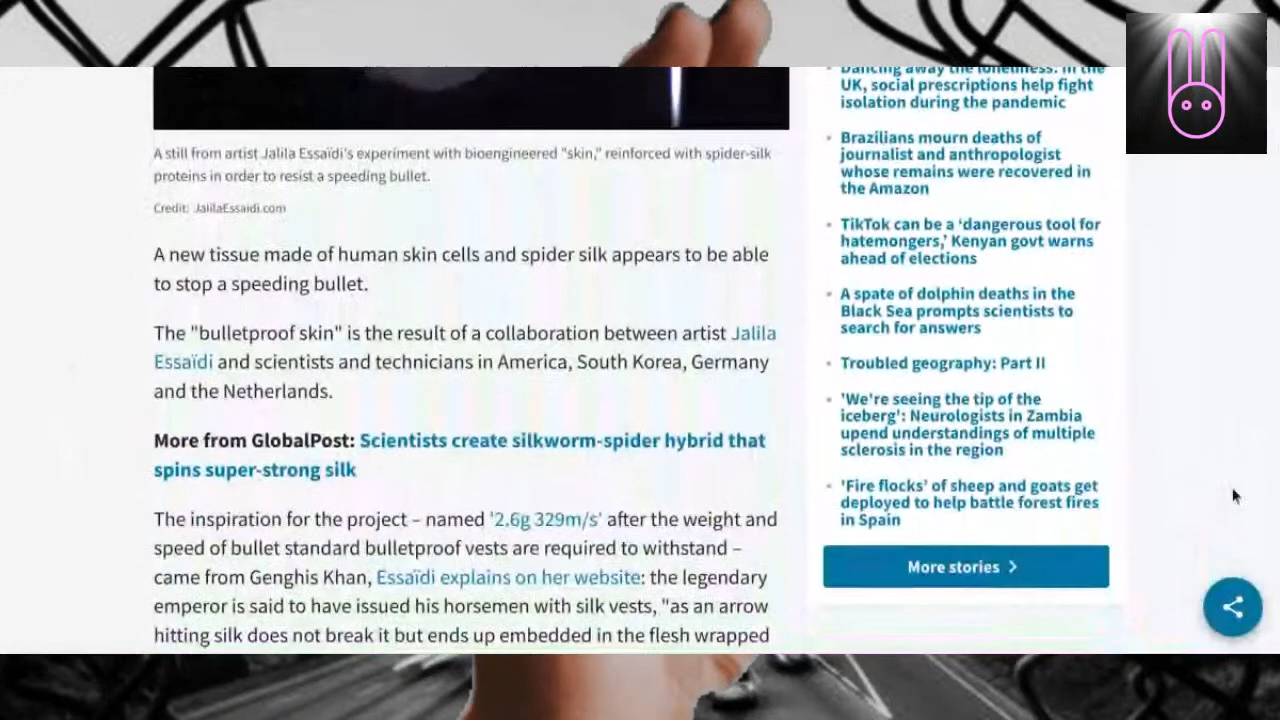 A still from artist Jalila Essaïdi's experiment with bioengineered "skin," reinforced with spider-silk
proteins in order to resist a speeding bullet.
Credit: JalilaEssaidi.com
A new tissue made of human skin cells and spider silk appears to be able
to stop a speeding bullet.
The "bulletproof skin" is the result of a collaboration between artist Jalila
Essaïdi and scientists and technicians in America, South Korea, Germany
and the Netherlands.
More from GlobalPost: Scientists create silkworm-spider hybrid that
spins super-strong silk
The inspiration for the project – named '2.6g 329m/s' after the weight and
speed of bullet standard bulletproof vests are required to withstand –
came from Genghis Khan, Essaïdi explains on her website: the legendary
emperor is said to have issued his horsemen with silk vests, "as an arrow
hitting silk does not break it but ends up embedded in the flesh wrapped
Dancing away the loneliness: In the
UK, social prescriptions help fight
isolation during the pandemic
Brazilians mourn deaths of
journalist and anthropologist
whose remains were recovered in
the Amazon
TikTok can be a ‘dangerous tool for
hatemongers,’ Kenyan govt warns
ahead of elections
A spate of dolphin deaths in the
Black Sea prompts scientists to
search for answers
Troubled geography: Part II
'We're seeing the tip of the
iceberg': Neurologists in Zambia
upend understandings of multiple
sclerosis in the region
‘Fire flocks’ of sheep and goats get
deployed to help battle forest fires
in Spain
More stories